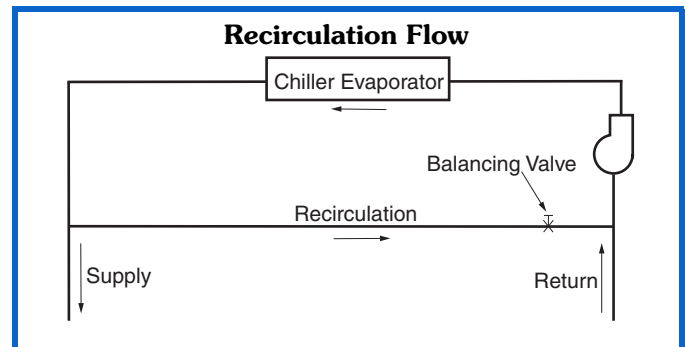 Recirculation Flow
Chiller Evaporator
Balancing Valve
Recirculation
Supply
Return